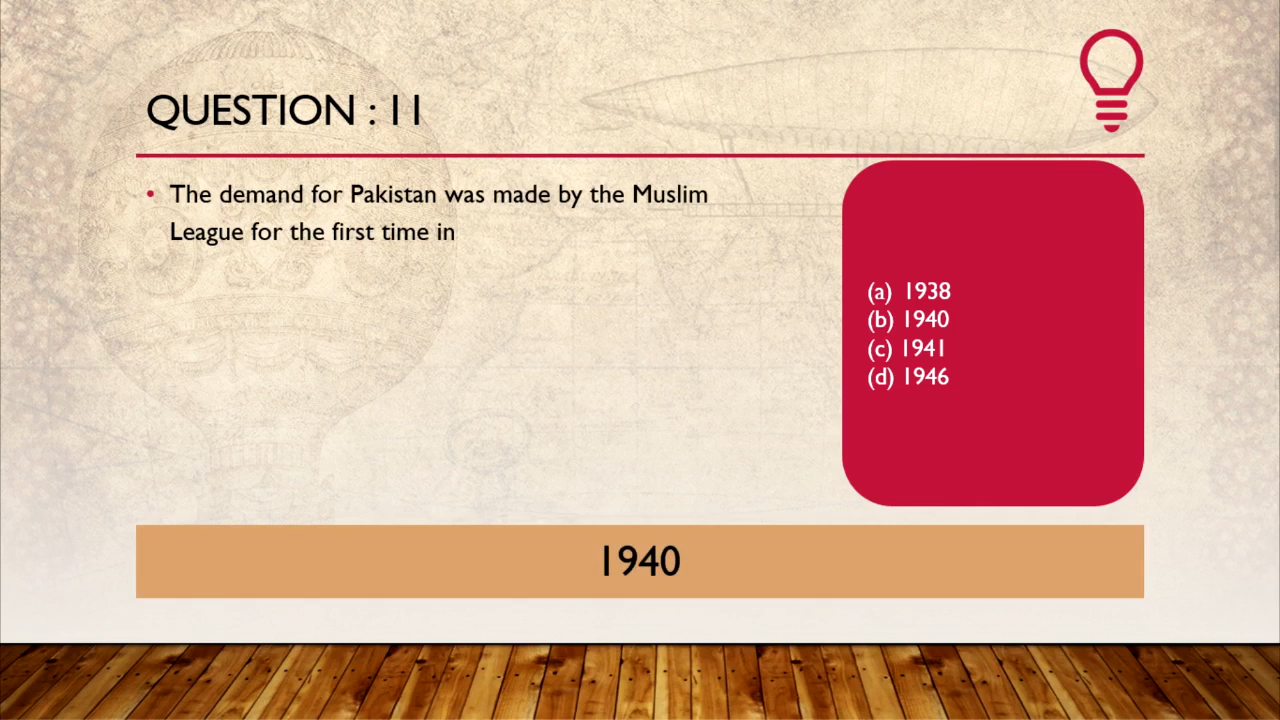 QUESTION : 11
• The demand for Pakistan was made by the Muslim
League for the first time in
(a) 1938
(b) 1940
(c) 1941
(d) 1946
1940